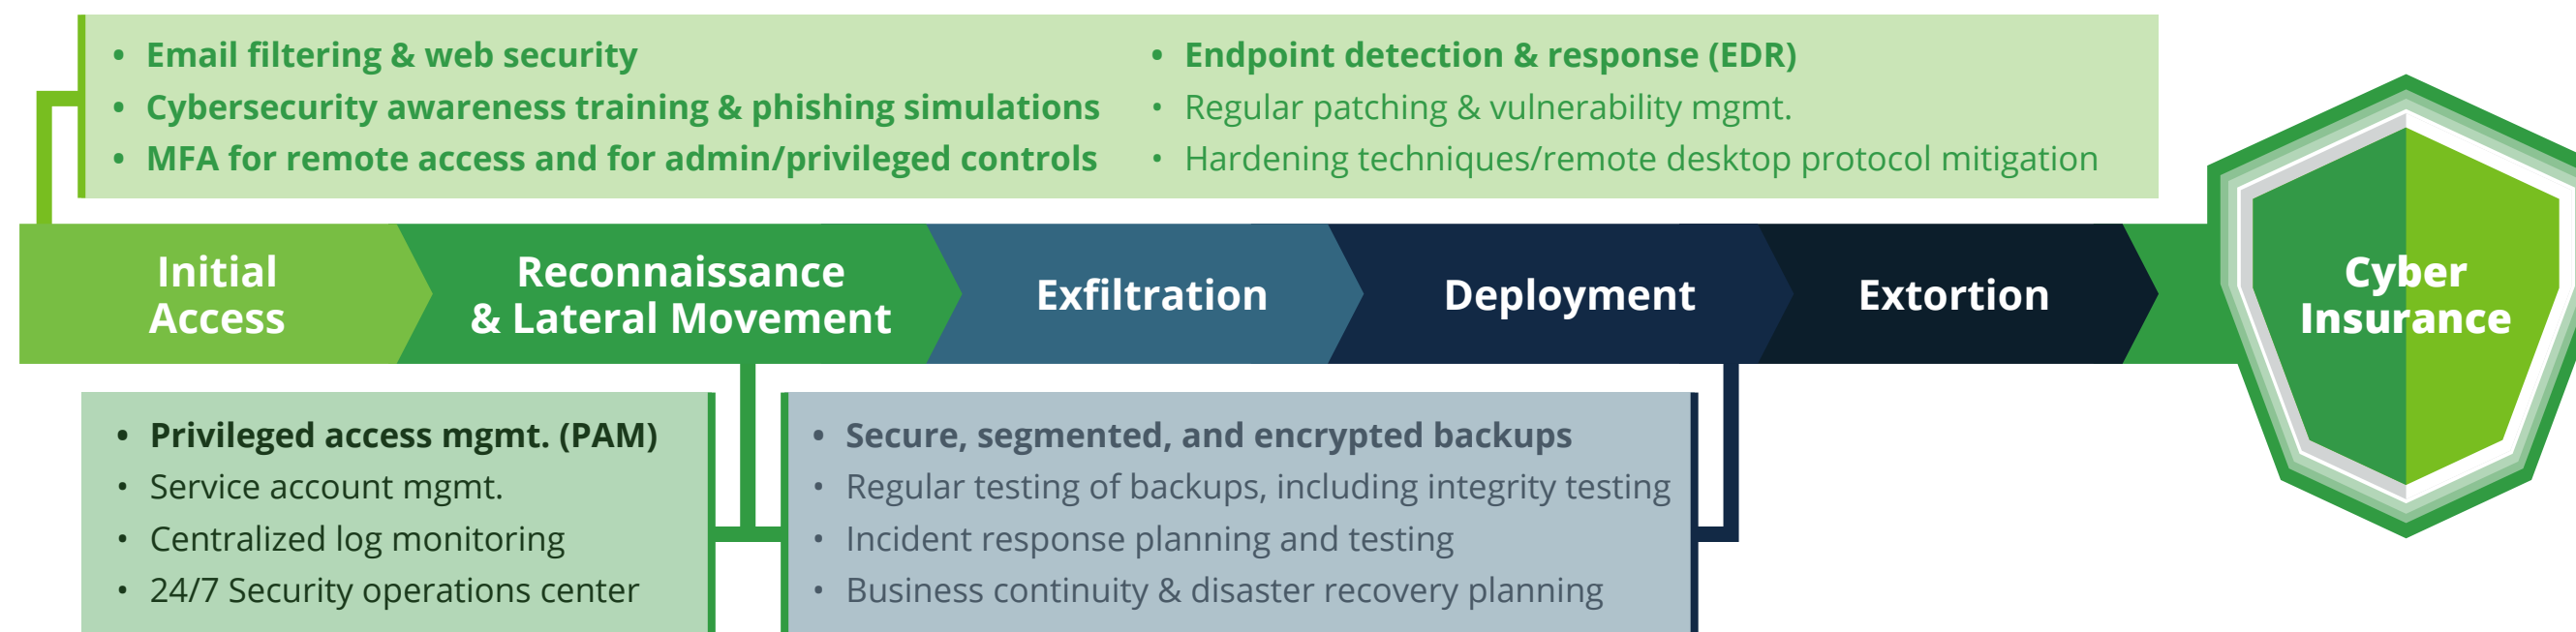 • Email filtering & web security
• Cybersecurity awareness training & phishing simulations
• MFA for remote access and for admin/privileged controls
• Endpoint detection & response (EDR)
• Regular patching & vulnerability mgmt.
• Hardening techniques/remote desktop protocol mitigation
Initial
Access
Reconnaissance
& Lateral Movement
Exfiltration
Deployment
Extortion
Cyber
Insurance
• Privileged access mgmt. (PAM)
• Service account mgmt.
• Centralized log monitoring
• 24/7 Security operations center
• Secure, segmented, and encrypted backups
• Regular testing of backups, including integrity testing
• Incident response planning and testing
• Business continuity & disaster recovery planning